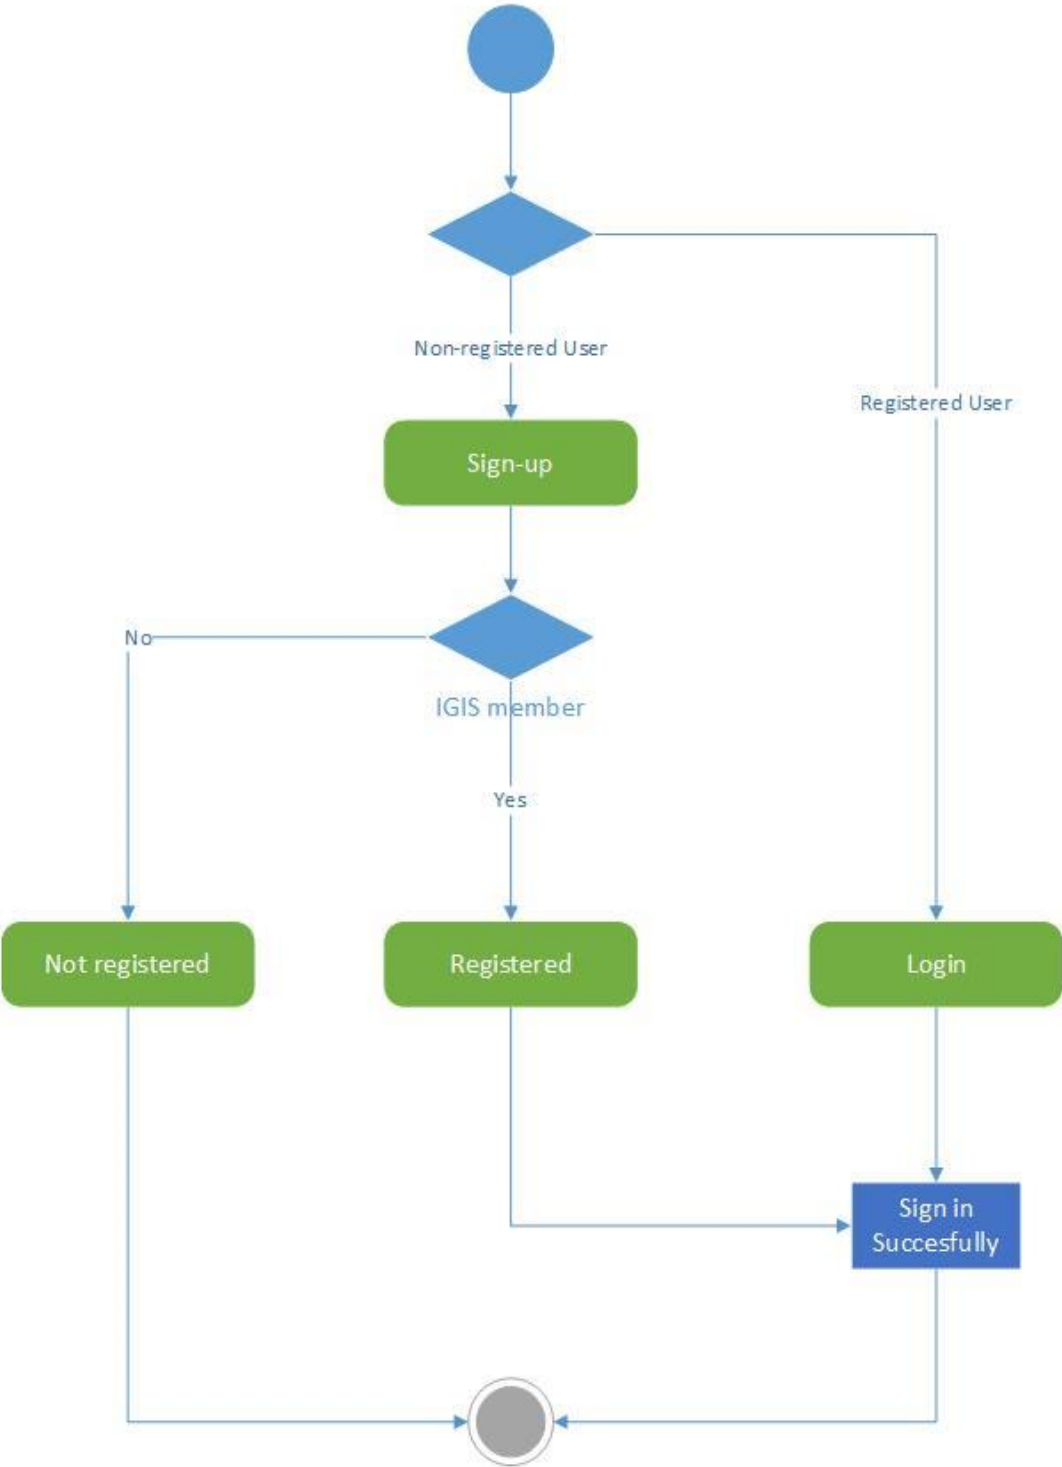 Non-registered User
Registered User
Sign-up
No
IGIS member
Yes
Not registered
Registered
Login
Sign in
Succesfully